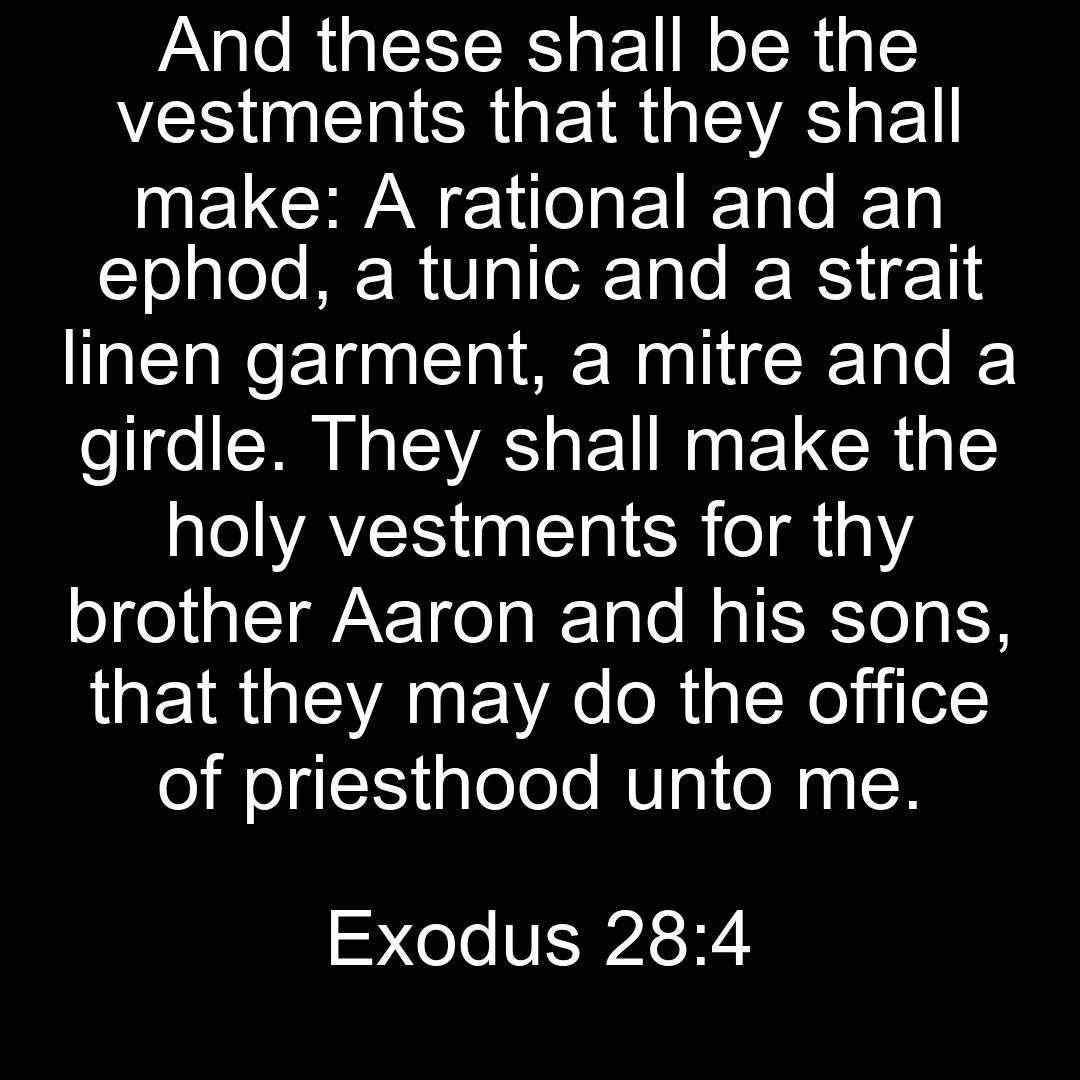 And these shall be the
vestments that they shall
make: A rational and an
ephod, a tunic and a strait
linen garment, a mitre and a
girdle. They shall make the
holy vestments for thy
brother Aaron and his sons,
that they may do the office
of priesthood unto me.
Exodus 28:4